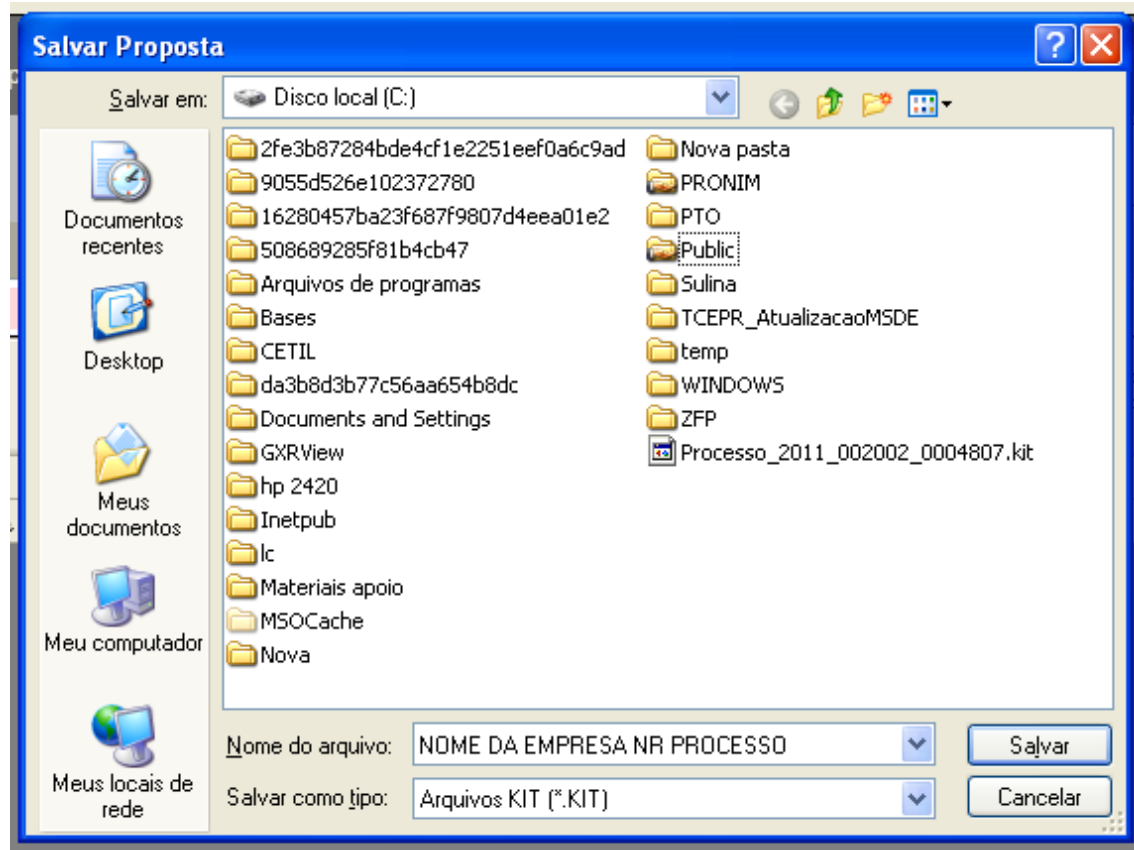 Salvar Proposta
Salvar em:
Disco local (C:)
Documentos
recentes
Desktop
Meus
documentos
Meu computador
Meus locais de
rede
2fe3b87284bde4cf1e2251eef0a6c9ad
9055d526e102372780
16280457ba23f687f9807d4eea01e2
508689285f81b4cb47
Arquivos de programas
Bases
CETIL
da3b8d3b77c56aa654b8dc
Documents and Settings
GXRView
hp 2420
Inetpub
lc
Materiais apoio
MSOCache
Nova
Nova pasta
PRONIM
PTO
Public
Sulina
TCEPR_AtualizacaoMSDE
temp
WINDOWS
ZFP
Processo_2011_002002_0004807.kit
Nome do arquivo:
NOME DA EMPRESA NR PROCESSO
Salvar
Salvar como tipo:
Arquivos KIT (*.KIT)
Cancelar